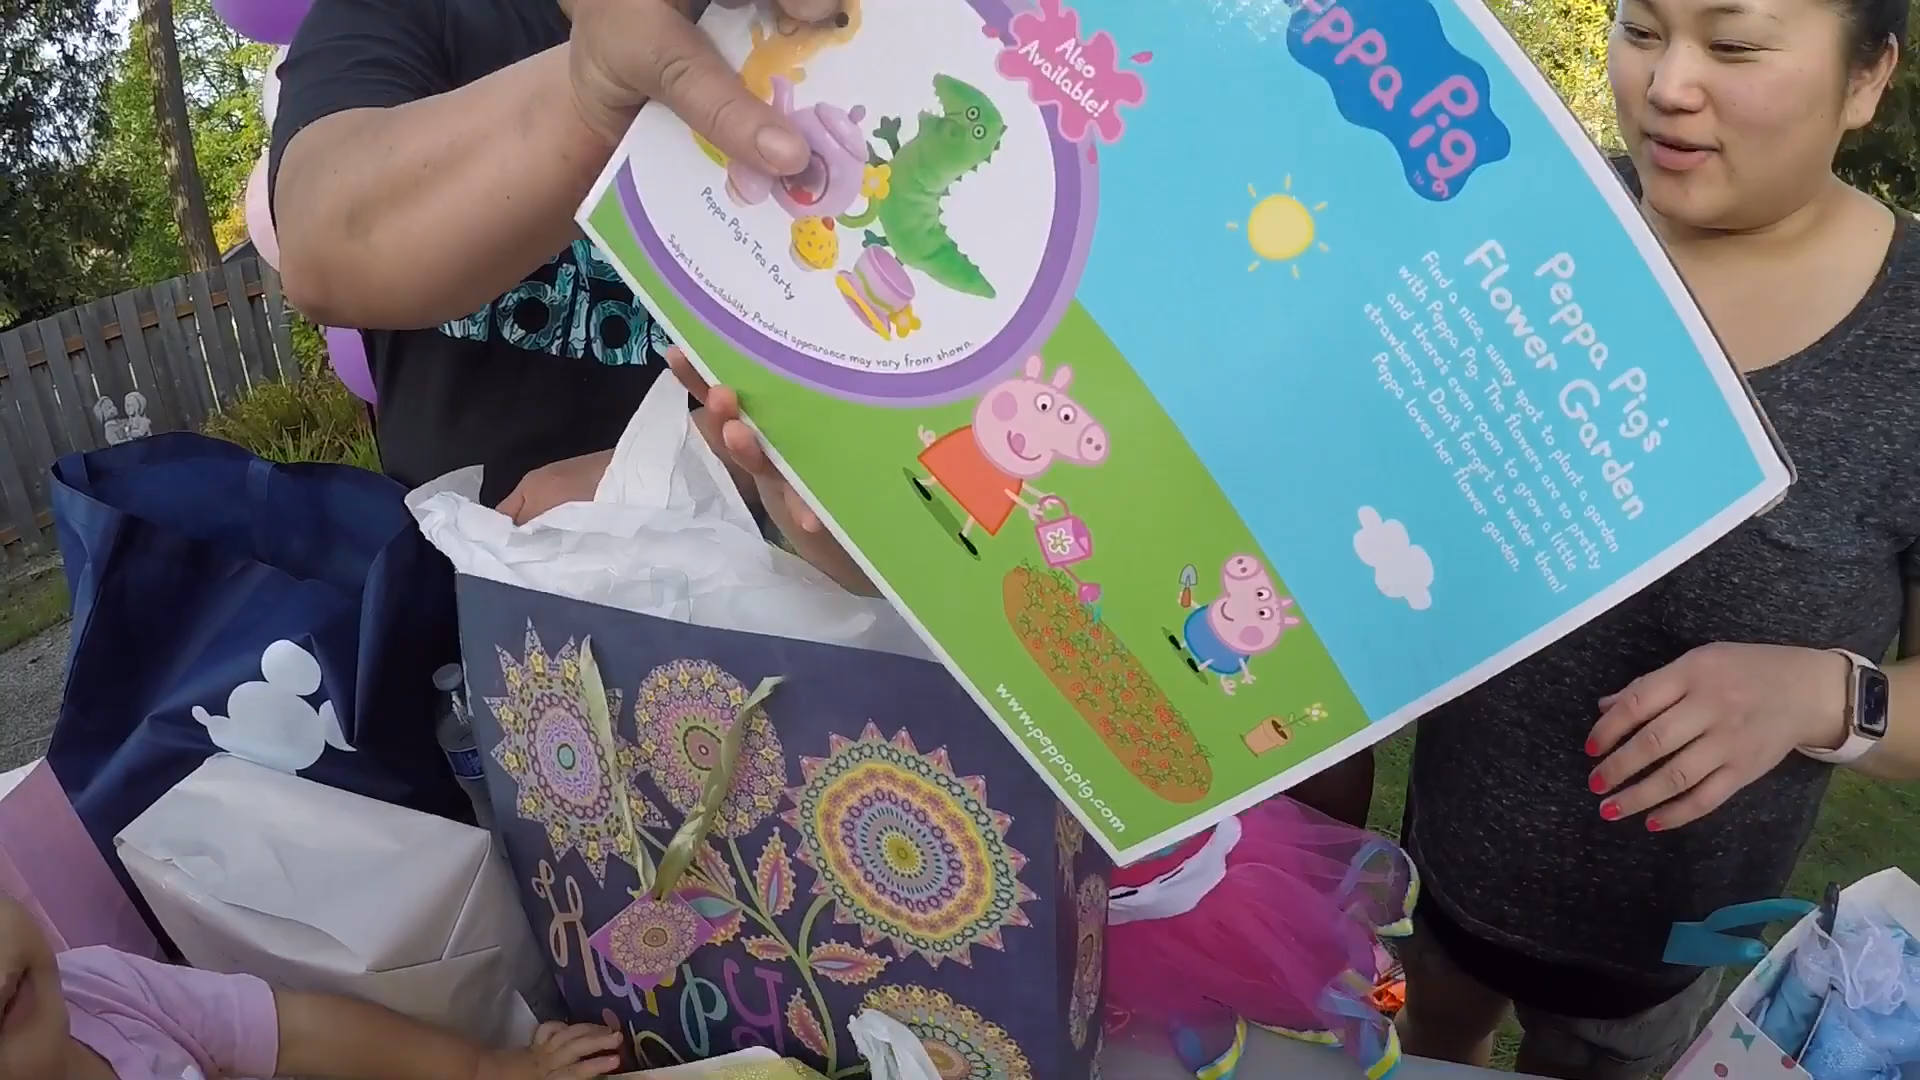 Also
Available!
Peppa Pig's Tea Party
Subject to availability. Product appearance may vary from shown.
Peppa
Pig
TM
Peppa Pig's
Flower Garden
Find a nice, sunny spot to plant a garden
with Peppa Pig. The flowers are so pretty
and there's even room to grow a little
strawberry. Don't forget to water them!
Peppa loves her flower garden.
www.peppapig.com
Happy